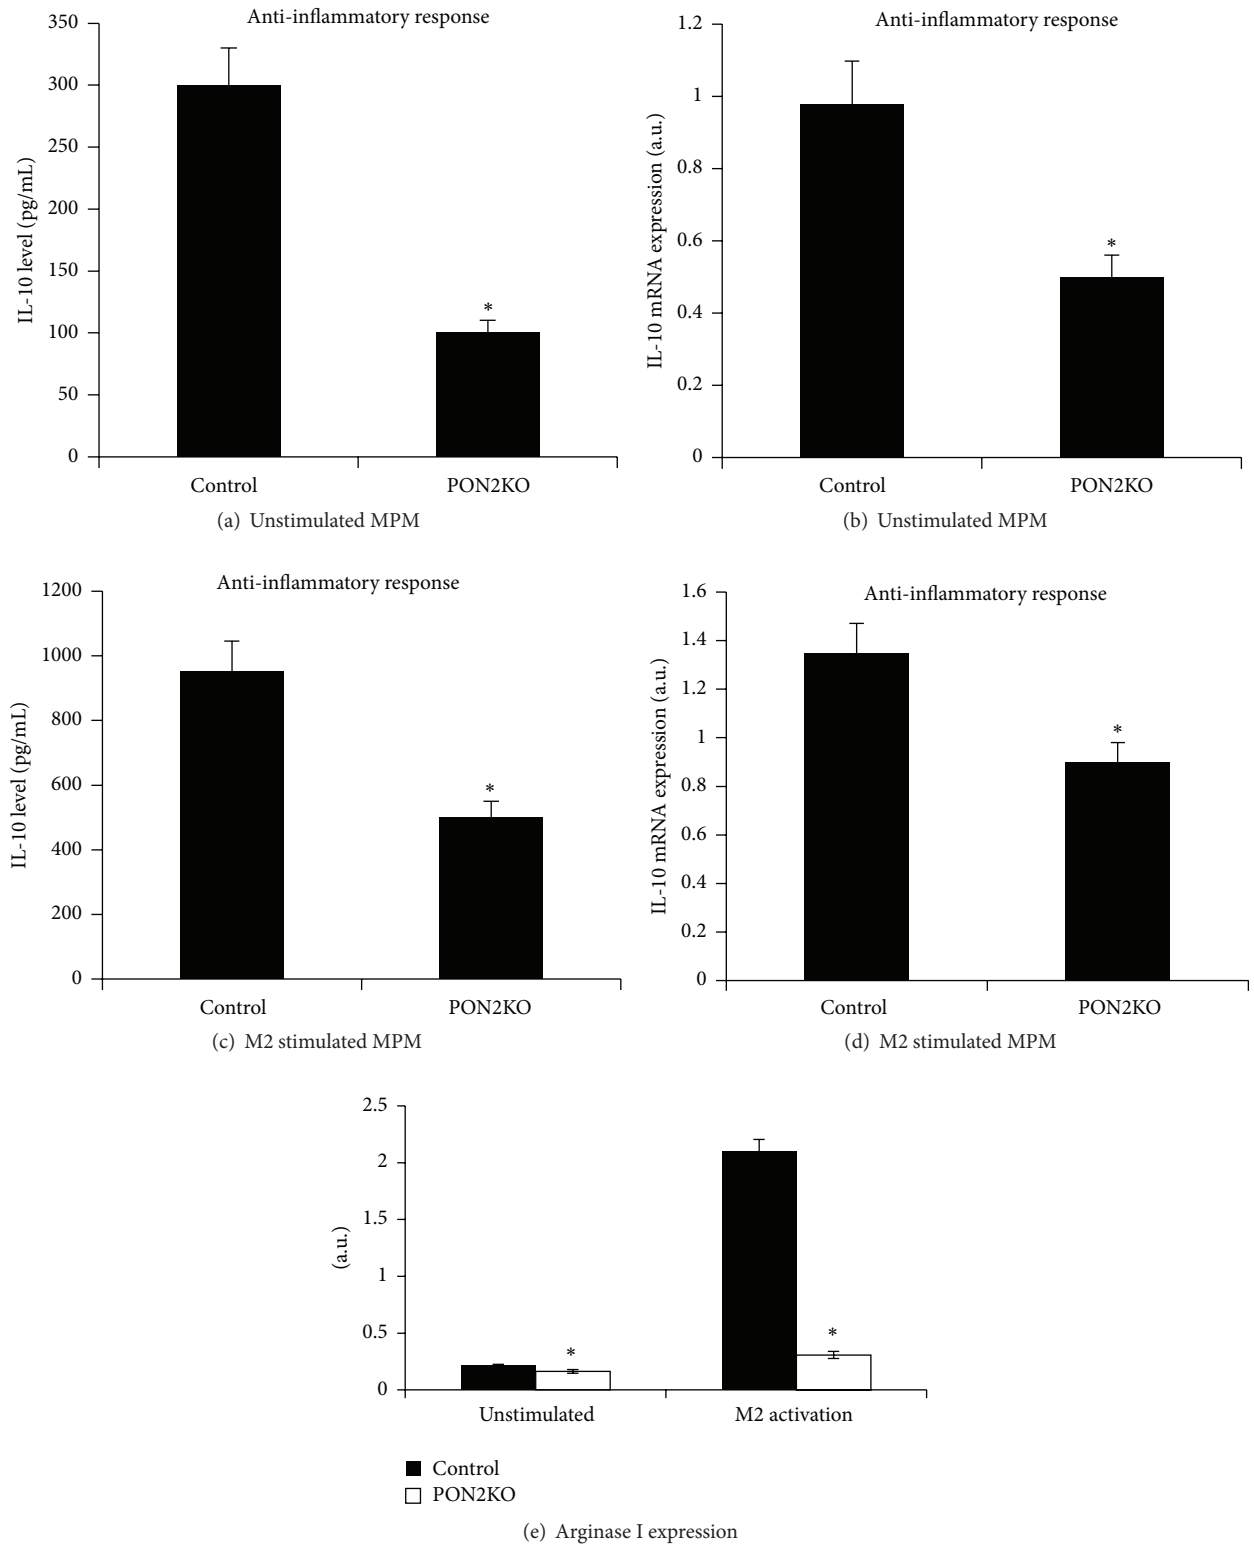 Anti-inflammatory response
350
300
250
200
150
100
50
0
IL-10 level (pg/mL)
*
Control
PON2KO
(a) Unstimulated MPM
Anti-inflammatory response
1.2
1
0.8
0.6
0.4
0.2
0
IL-10 mRNA expression (a.u.)
*
Control
PON2KO
(b) Unstimulated MPM
Anti-inflammatory response
1200
1000
800
600
400
200
0
IL-10 level (pg/mL)
*
Control
PON2KO
(c) M2 stimulated MPM
Anti-inflammatory response
1.6
1.4
1.2
1
0.8
0.6
0.4
0.2
0
IL-10 mRNA expression (a.u.)
*
Control
PON2KO
(d) M2 stimulated MPM
2.5
2
1.5
1
0.5
0
(a.u.)
*
*
Unstimulated
M2 activation
Control
PON2KO
(e) Arginase I expression